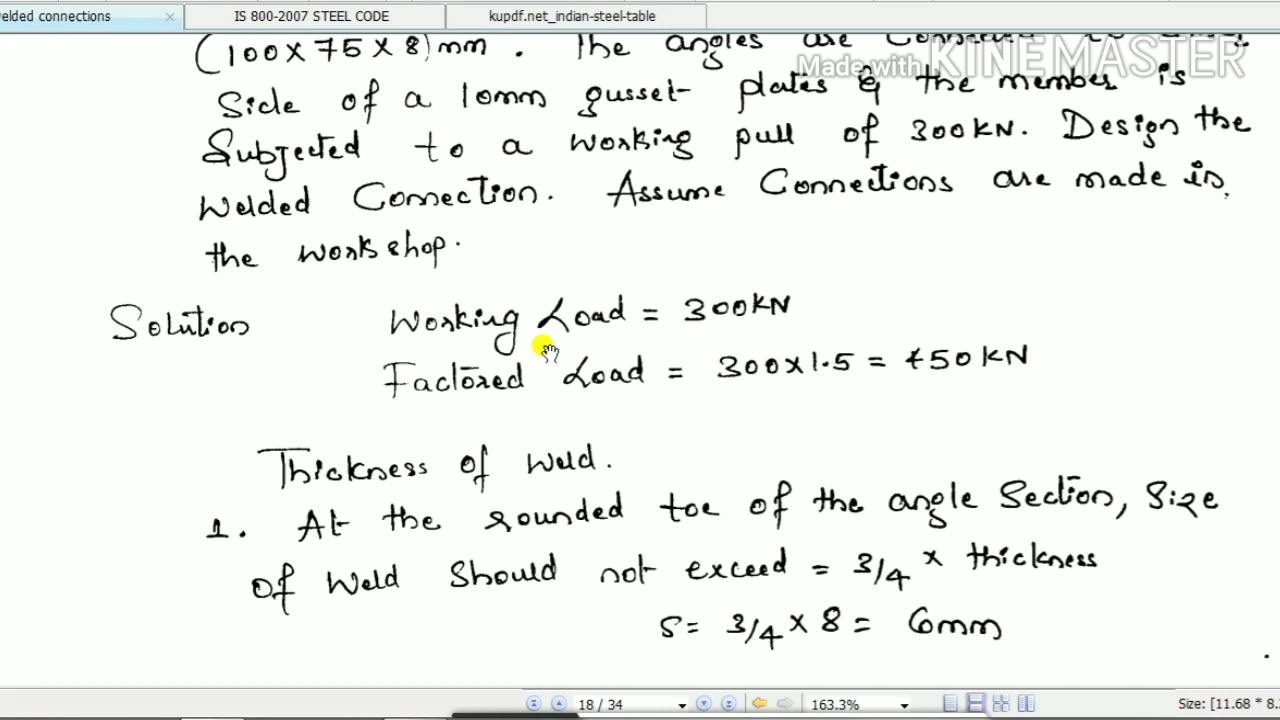 welded connections × IS 800-2007 STEEL CODE kupdf.net_indian-steel-table
(100×75×8)mm. The angles are
Made with KINEMASTER
Side of a 10mm gusset plates & the member is
Subjected to a working pull of 300KN. Design the
Welded Connection. Assume Connections are made in
the workshop.
Solution Working Load = 300KN
Factored Load = 300×1.5 = 450KN
Thickness of Weld.
1. At the rounded toe of the angle Section, Size
of Weld Should not exceed = 3/4 × thickness
S = 3/4 × 8 = 6mm
18 / 34 163.3% Size: [11.68 * 8.